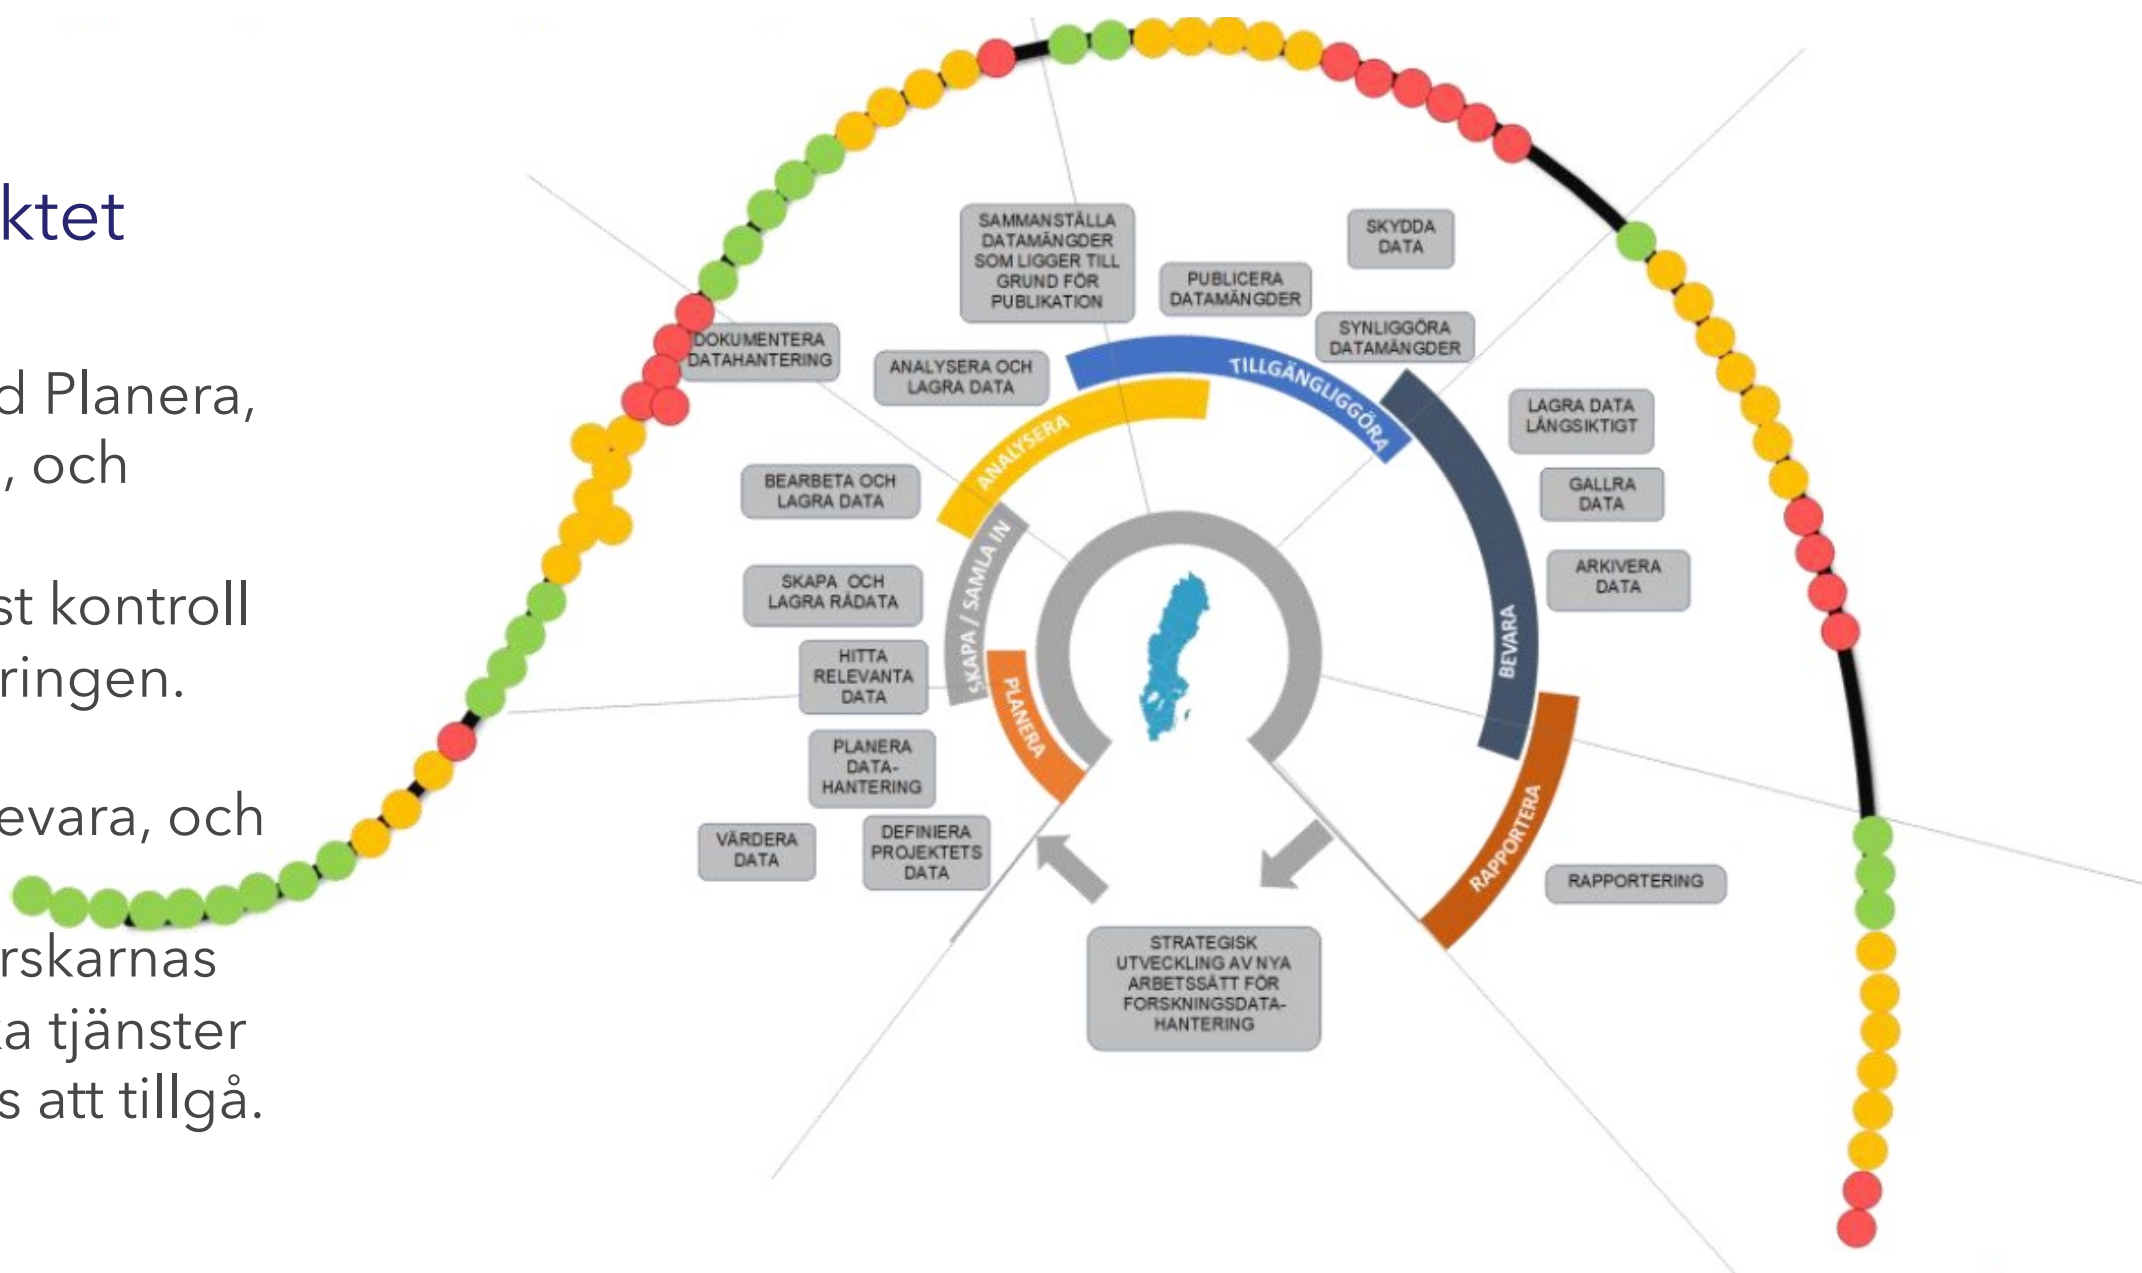 ktet
d Planera,
, och
st kontroll
ringen.
evara, och
rskarnas
ka tjänster
s att tillgå.
SAMMANSTÄLLA
DATAMÄNGDER
SOM LIGGER TILL
GRUND FÖR
PUBLIKATION
SKYDDA
DATA
PUBLICERA
DATAMÄNGDER
SYNLIGGÖRA
DATAMÄNGDER
DOKUMENTERA
DATAHANTERING
ANALYSERA OCH
LAGRA DATA
TILLGÄNGLIGGÖRA
ANALYSERA
LAGRA DATA
LÅNGSIKTIGT
BEARBETA OCH
LAGRA DATA
GALLRA
DATA
SKAPA OCH
LAGRA RÅDATA
SKAPA / SAMLA IN
ARKIVERA
DATA
BEVARA
HITTA
RELEVANTA
DATA
PLANERA
PLANERA
DATA-
HANTERING
VÄRDERA
DATA
DEFINIERA
PROJEKTETS
DATA
RAPPORTERA
RAPPORTERING
STRATEGISK
UTVECKLING AV NYA
ARBETSSÄTT FÖR
FORSKNINGSDATA-
HANTERING